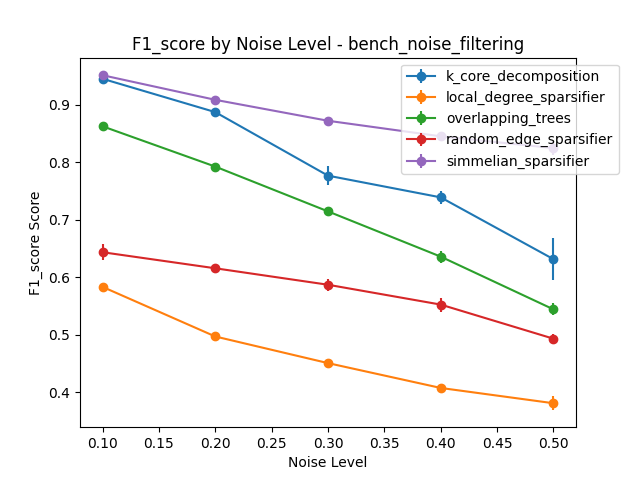 F1_score by Noise Level - bench_noise_filtering
k_core_decomposition
local_degree_sparsifier
overlapping_trees
random_edge_sparsifier
simmelian_sparsifier
F1_score Score
0.9
0.8
0.7
0.6
0.5
0.4
0.10 0.15 0.20 0.25 0.30 0.35 0.40 0.45 0.50
Noise Level